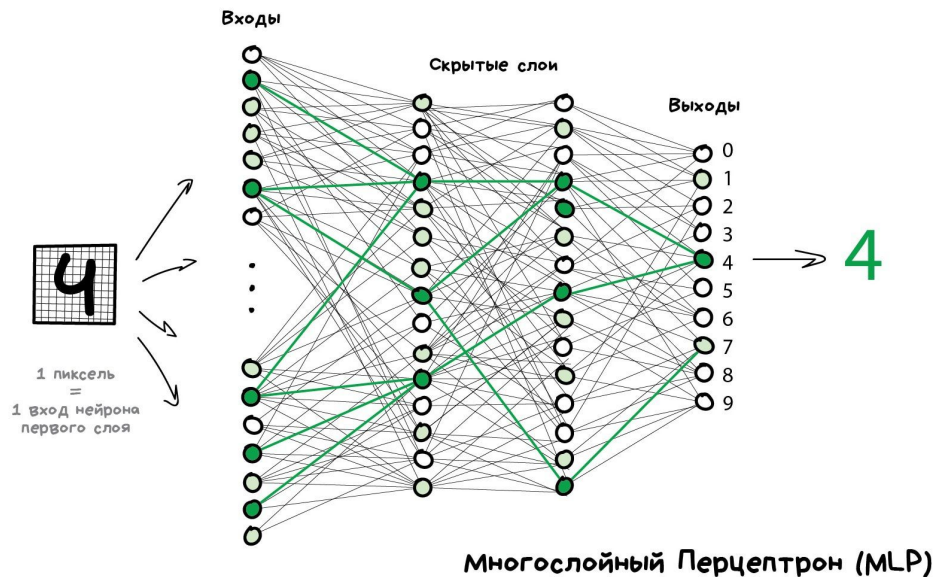 Входы
Скрытые слои
Выходы
0
1
2
3
4
5
6
7
8
9
4
4
1 пиксель
=
1 вход нейрона
первого слоя
Многослойный Перцептрон (MLP)